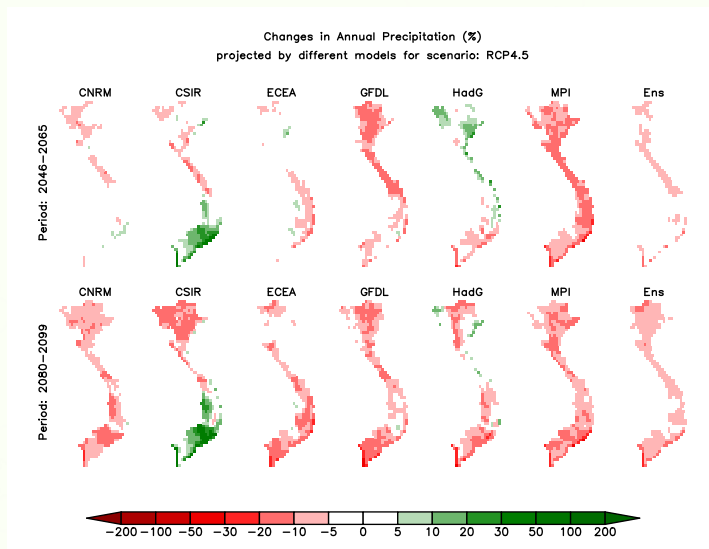 Changes in Annual Precipitation (%)
projected by different models for scenario: RCP4.5
CNRM CSIR ECEA GFDL HadG MPI Ens
Period: 2046-2065
CNRM CSIR ECEA GFDL HadG MPI Ens
Period: 2080-2099
-200 -100 -50 -30 -20 -10 -5 0 5 10 20 30 50 100 200